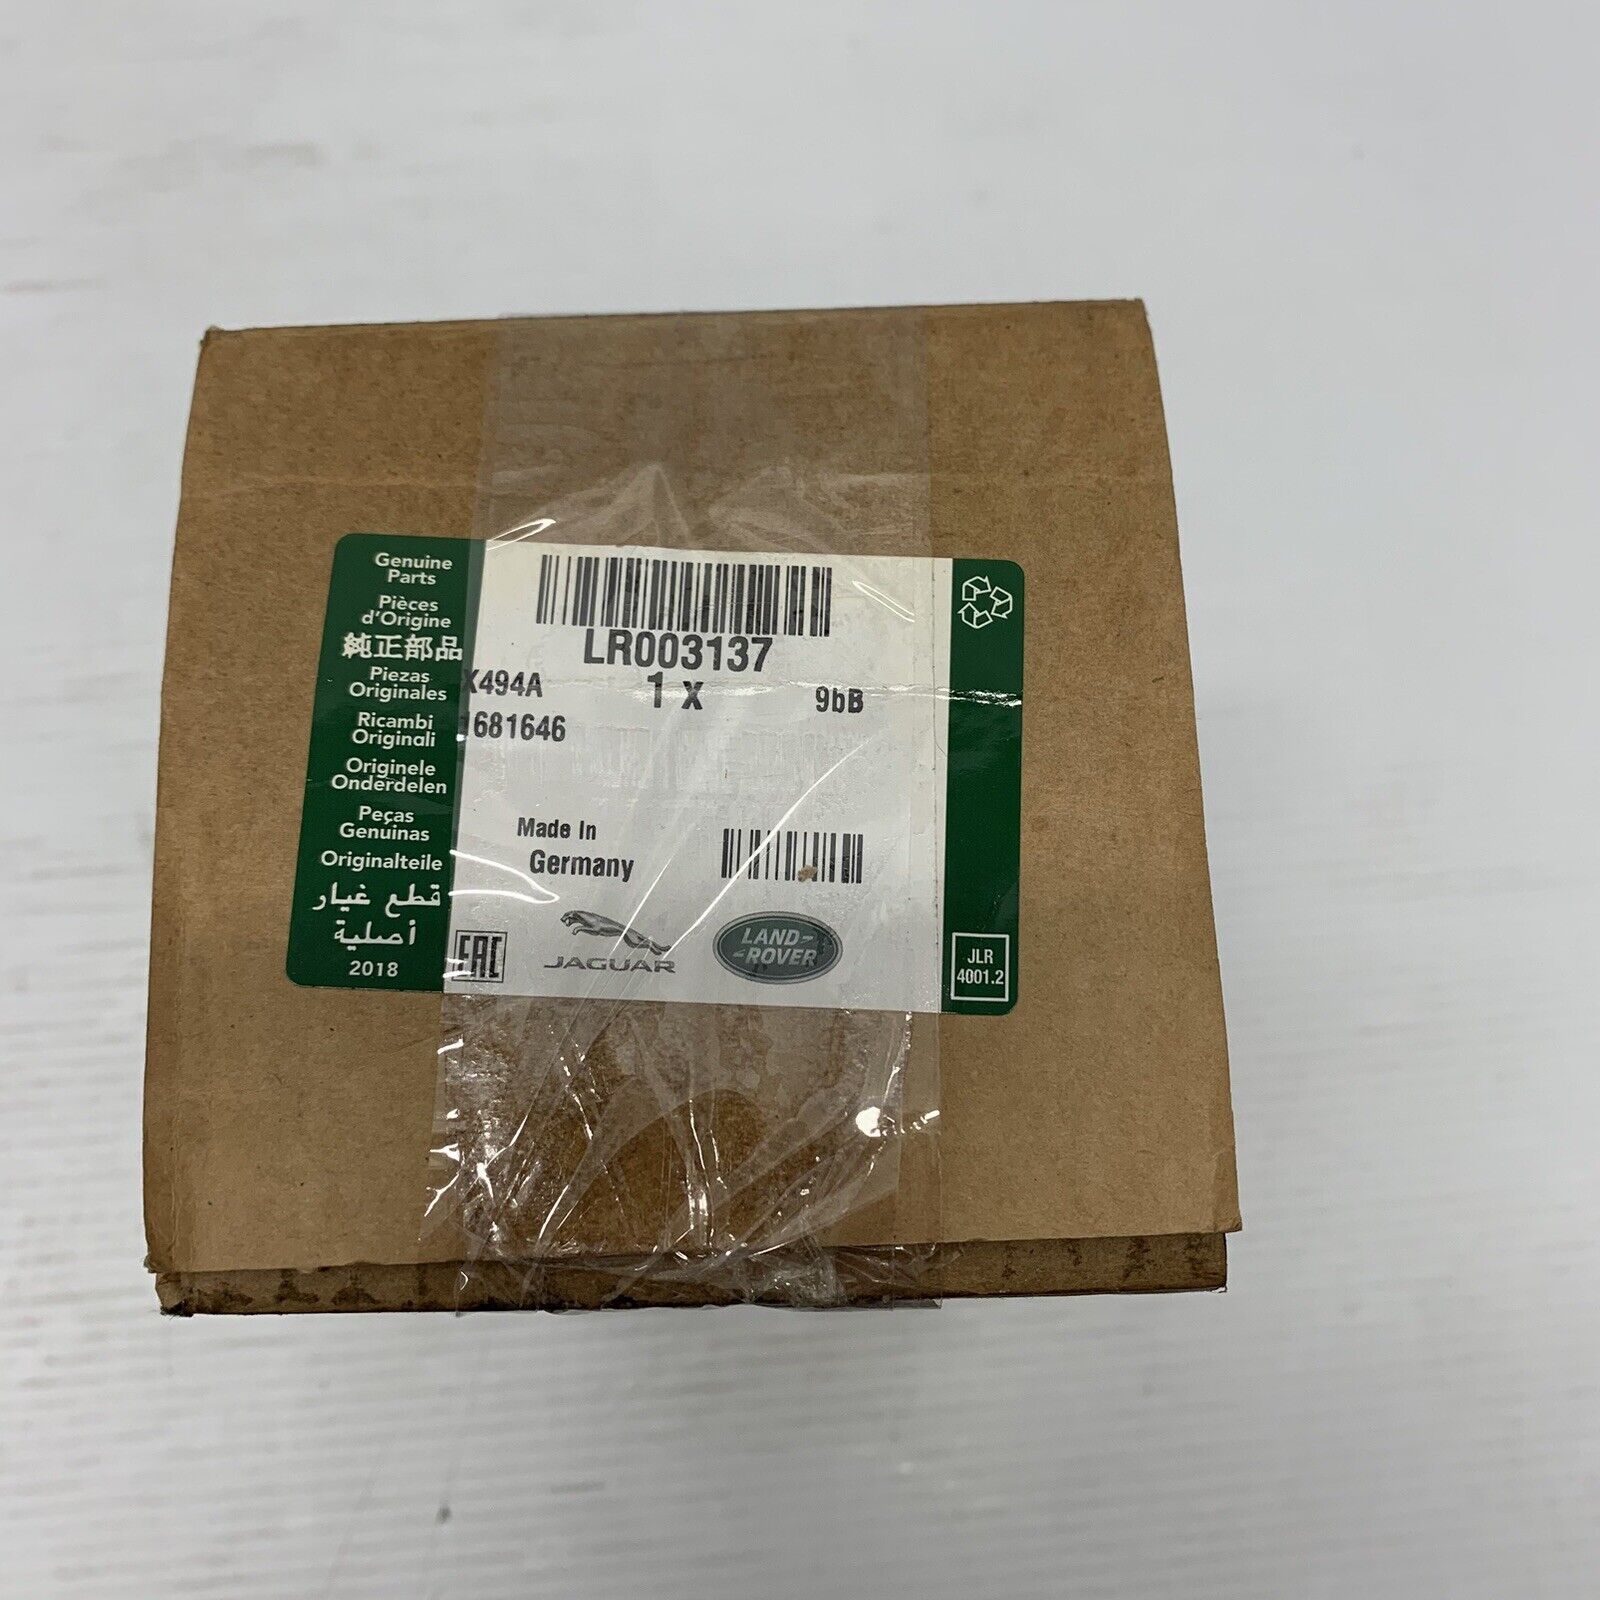 Genuine
Parts
Pièces
d'Origine
純正部品
Piezas
Originales
Ricambi
Originali
Originele
Onderdelen
Peças
Genuinas
Originalteile
قطع غيار
أصلية
2018
LR003137
X494A 1 X 9bB
1681646
Made In
Germany
EAC
JAGUAR
LAND
ROVER
JLR
4001.2